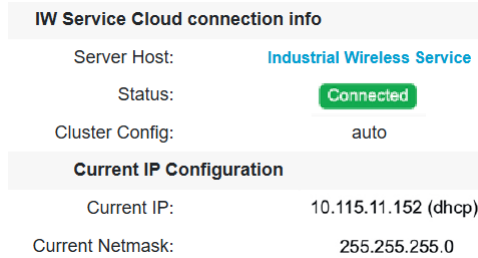 IW Service Cloud connection info
Server Host: Industrial Wireless Service
Status: Connected
Cluster Config: auto
Current IP Configuration
Current IP: 10.115.11.152 (dhcp)
Current Netmask: 255.255.255.0